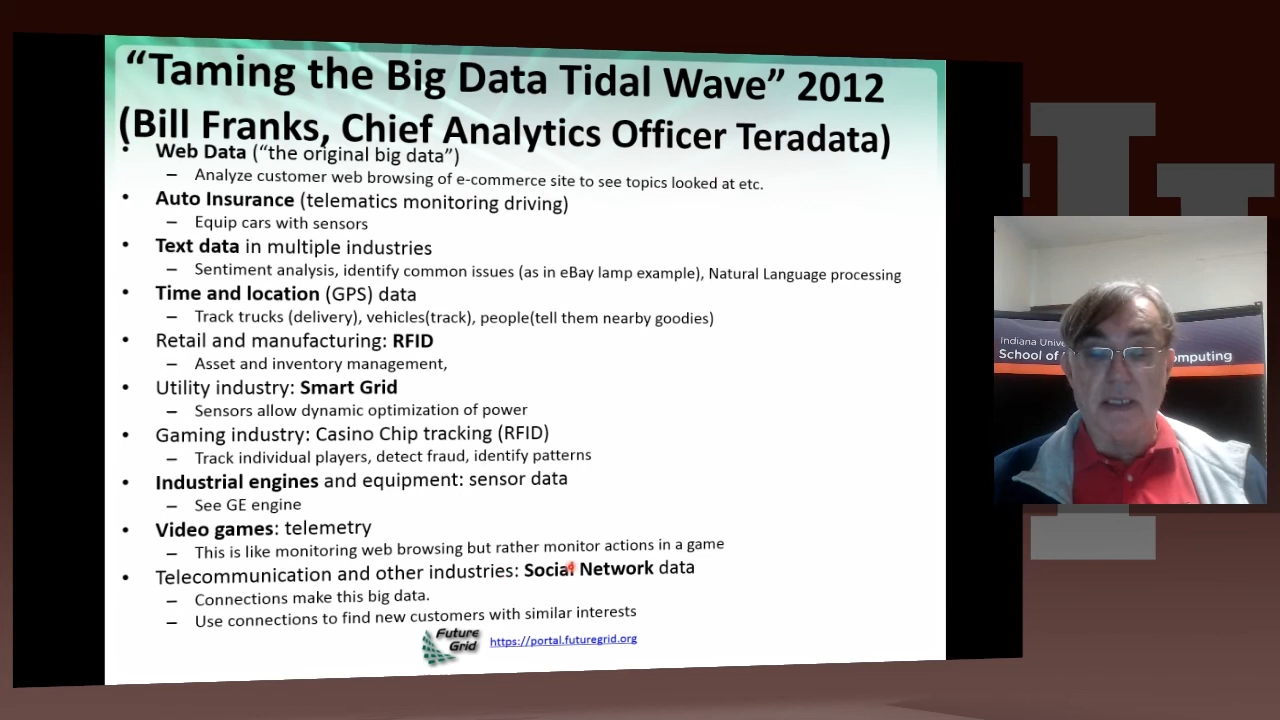 “Taming the Big Data Tidal Wave” 2012
(Bill Franks, Chief Analytics Officer Teradata)
• Web Data (“the original big data”)
– Analyze customer web browsing of e-commerce site to see topics looked at etc.
• Auto Insurance (telematics monitoring driving)
– Equip cars with sensors
• Text data in multiple industries
– Sentiment analysis, identify common issues (as in eBay lamp example), Natural Language processing
• Time and location (GPS) data
– Track trucks (delivery), vehicles(track), people(tell them nearby goodies)
• Retail and manufacturing: RFID
– Asset and inventory management,
• Utility industry: Smart Grid
– Sensors allow dynamic optimization of power
• Gaming industry: Casino Chip tracking (RFID)
– Track individual players, detect fraud, identify patterns
• Industrial engines and equipment: sensor data
– See GE engine
• Video games: telemetry
– This is like monitoring web browsing but rather monitor actions in a game
• Telecommunication and other industries: Social Network data
– Connections make this big data.
– Use connections to find new customers with similar interests
Future
Grid
https://portal.futuregrid.org
Indiana
School of